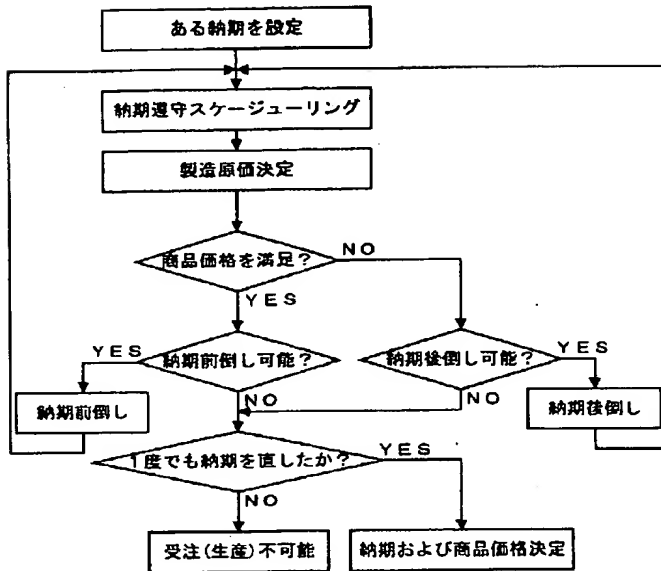 ある納期を設定
納期遵守スケージューリング
製造原価決定
商品価格を満足？
NO
YES
YES
納期前倒し可能？
納期後倒し可能？
YES
納期前倒し
NO
NO
納期後倒し
1度でも納期を直したか？
YES
NO
受注(生産)不可能
納期および商品価格決定